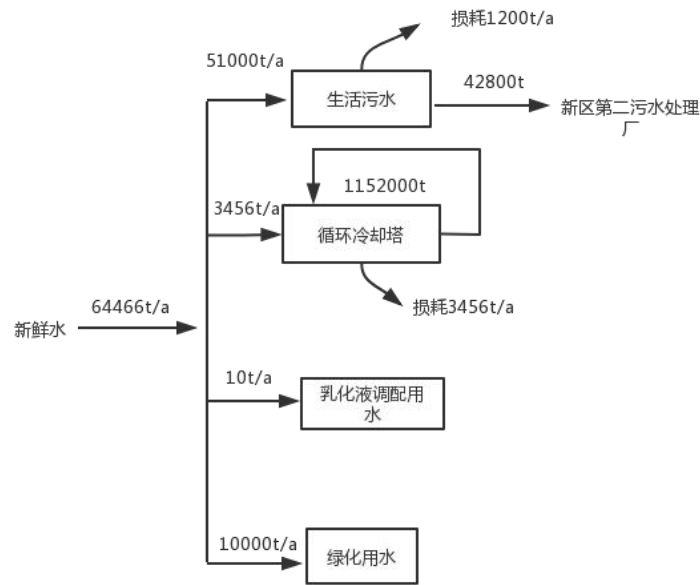 损耗1200t/a
51000t/a
42800t
生活污水
新区第二污水处理
厂
1152000t
3456t/a
循环冷却塔
64466t/a
损耗3456t/a
新鲜水
10t/a
乳化液调配用
水
10000t/a
绿化用水